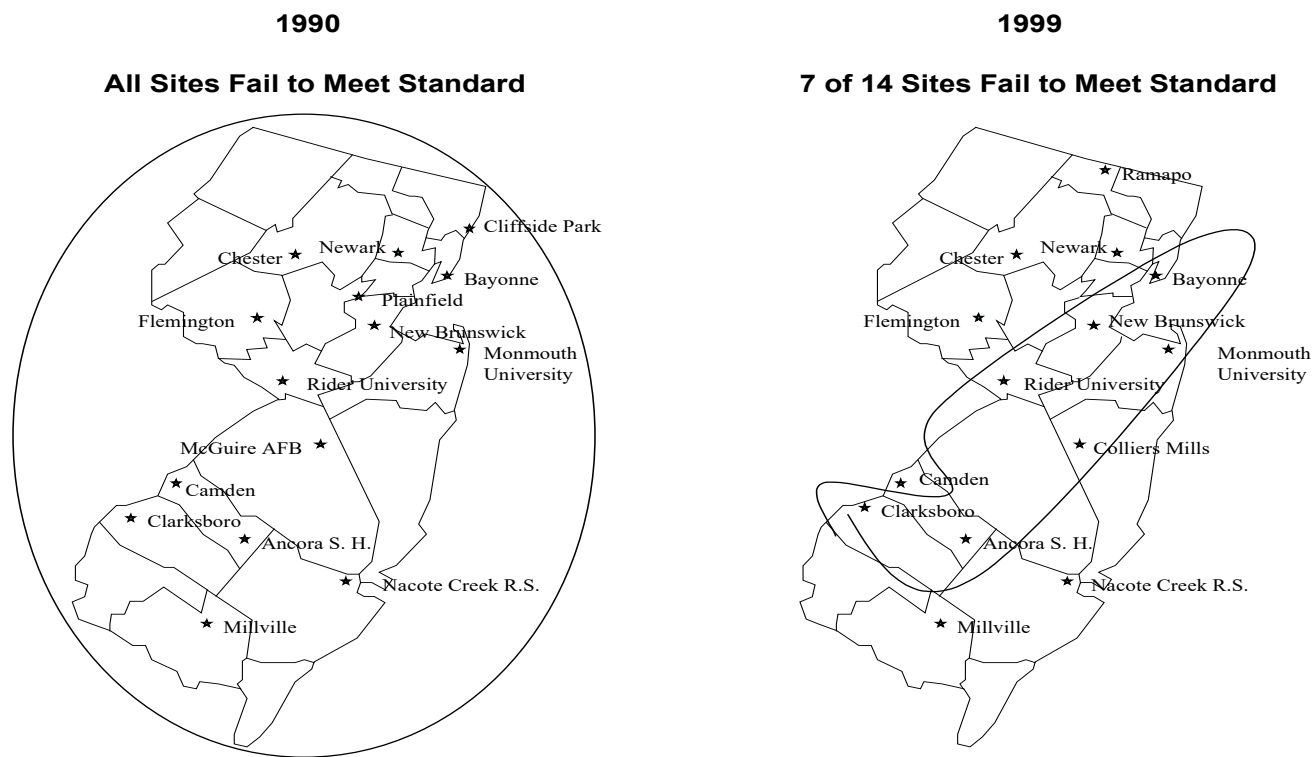 1990
All Sites Fail to Meet Standard
Cliffside Park
Newark
Chester
Bayonne
Plainfield
Flemington
New Brunswick
Monmouth
University
Rider University
McGuire AFB
Camden
Clarksboro
Ancora S. H.
Nacote Creek R.S.
Millville
1999
7 of 14 Sites Fail to Meet Standard
Ramapo
Newark
Chester
Bayonne
Flemington
New Brunswick
Monmouth
University
Rider University
Colliers Mills
Camden
Clarksboro
Ancora S. H.
Nacote Creek R.S.
Millville